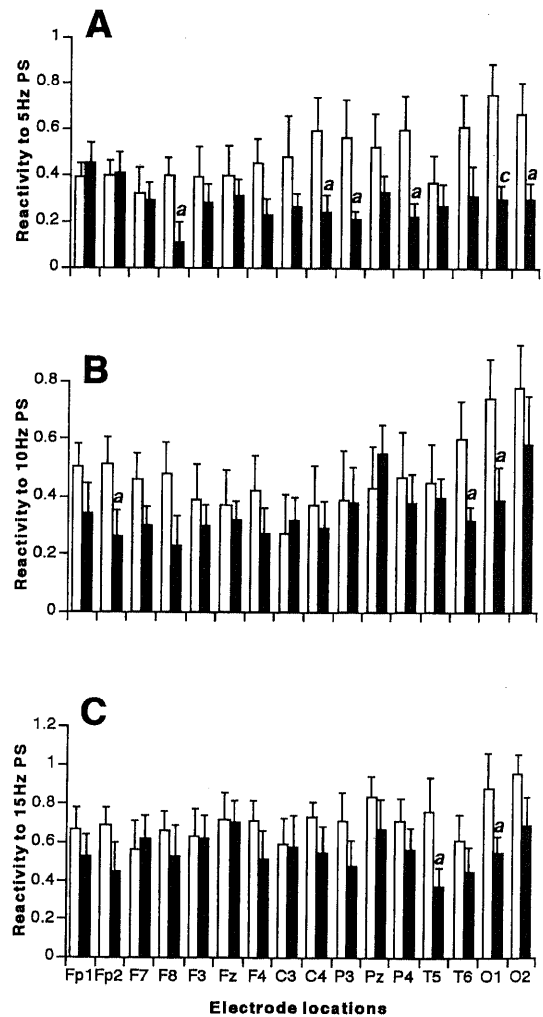 A
Reactivity to 5Hz PS
1
0.8
0.6
0.4
0.2
0
a
a
a
a
c
a
B
Reactivity to 10Hz PS
0.8
0.6
0.4
0.2
0
a
a
a
C
Reactivity to 15Hz PS
1.2
1
0.8
0.6
0.4
0.2
0
a
a
Fp1 Fp2 F7 F8 F3 Fz F4 C3 C4 P3 Pz P4 T5 T6 O1 O2
Electrode locations